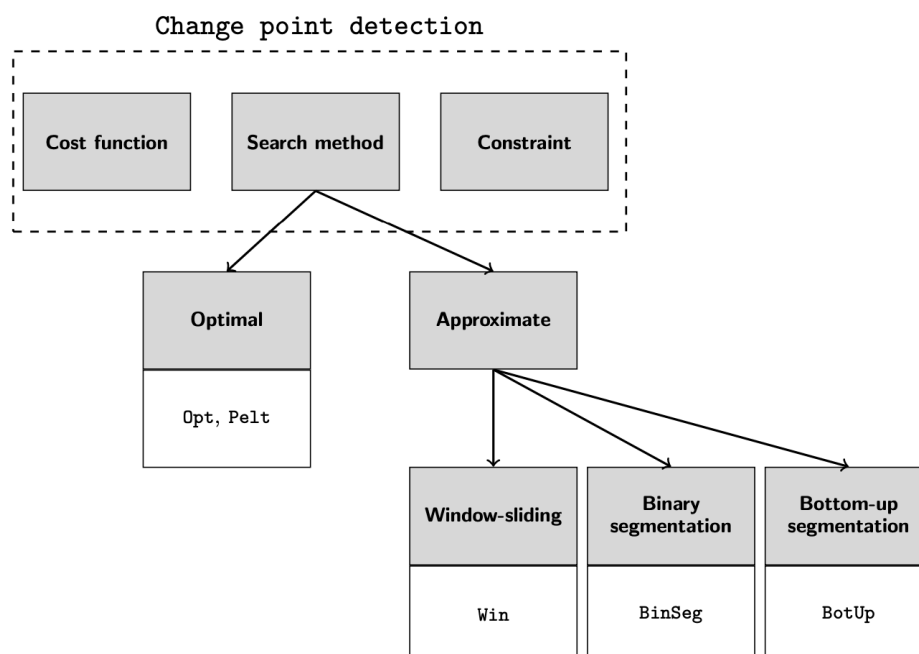 Change point detection
Cost function
Search method
Constraint
Optimal
Approximate
Opt, Pelt
Window-sliding
Binary
segmentation
Bottom-up
segmentation
Win
BinSeg
BotUp